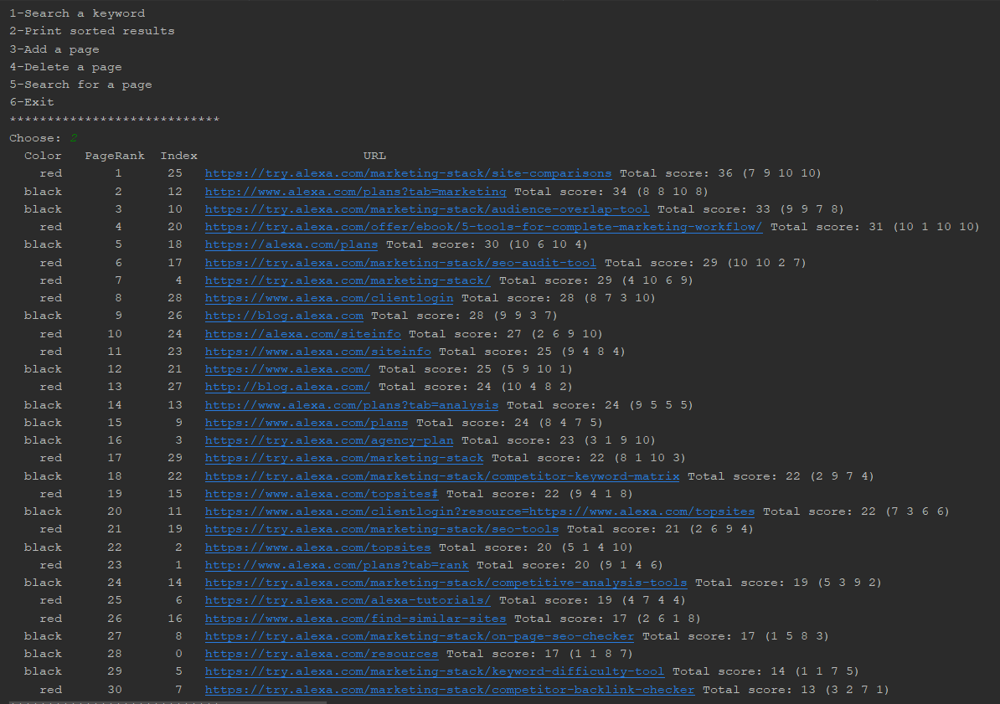 1-Search a keyword
2-Print sorted results
3-Add a page
4-Delete a page
5-Search for a page
6-Exit
****************************
Choose: 2
Color PageRank Index URL
red 1 25 https://try.alexa.com/marketing-stack/site-comparisons Total score: 36 (7 9 10 10)
black 2 12 http://www.alexa.com/plans?tab=marketing Total score: 34 (8 8 10 8)
black 3 10 https://try.alexa.com/marketing-stack/audience-overlap-tool Total score: 33 (9 9 7 8)
red 4 20 https://try.alexa.com/offer/ebook/5-tools-for-complete-marketing-workflow/ Total score: 31 (10 1 10 10)
black 5 18 https://alexa.com/plans Total score: 30 (10 6 10 4)
red 6 17 https://try.alexa.com/marketing-stack/seo-audit-tool Total score: 29 (10 10 2 7)
red 7 4 https://try.alexa.com/marketing-stack/ Total score: 29 (4 10 6 9)
red 8 28 https://www.alexa.com/clientlogin Total score: 28 (8 7 3 10)
black 9 26 http://blog.alexa.com Total score: 28 (9 9 3 7)
red 10 24 https://alexa.com/siteinfo Total score: 27 (2 6 9 10)
red 11 23 https://www.alexa.com/siteinfo Total score: 25 (9 4 8 4)
black 12 21 https://www.alexa.com/ Total score: 25 (5 9 10 1)
red 13 27 http://blog.alexa.com/ Total score: 24 (10 4 8 2)
black 14 13 http://www.alexa.com/plans?tab=analysis Total score: 24 (9 5 5 5)
black 15 9 https://www.alexa.com/plans Total score: 24 (8 4 7 5)
black 16 3 https://try.alexa.com/agency-plan Total score: 23 (3 1 9 10)
red 17 29 https://try.alexa.com/marketing-stack Total score: 22 (8 1 10 3)
black 18 22 https://try.alexa.com/marketing-stack/competitor-keyword-matrix Total score: 22 (2 9 7 4)
red 19 15 https://www.alexa.com/topsites# Total score: 22 (9 4 1 8)
black 20 11 https://www.alexa.com/clientlogin?resource=https://www.alexa.com/topsites Total score: 22 (7 3 6 6)
red 21 19 https://try.alexa.com/marketing-stack/seo-tools Total score: 21 (2 6 9 4)
black 22 2 https://www.alexa.com/topsites Total score: 20 (5 1 4 10)
red 23 1 http://www.alexa.com/plans?tab=rank Total score: 20 (9 1 4 6)
black 24 14 https://try.alexa.com/marketing-stack/competitive-analysis-tools Total score: 19 (5 3 9 2)
red 25 6 https://try.alexa.com/alexa-tutorials/ Total score: 19 (4 7 4 4)
red 26 16 https://www.alexa.com/find-similar-sites Total score: 17 (2 6 1 8)
black 27 8 https://try.alexa.com/marketing-stack/on-page-seo-checker Total score: 17 (1 5 8 3)
black 28 0 https://try.alexa.com/resources Total score: 17 (1 1 8 7)
black 29 5 https://try.alexa.com/marketing-stack/keyword-difficulty-tool Total score: 14 (1 1 7 5)
red 30 7 https://try.alexa.com/marketing-stack/competitor-backlink-checker Total score: 13 (3 2 7 1)